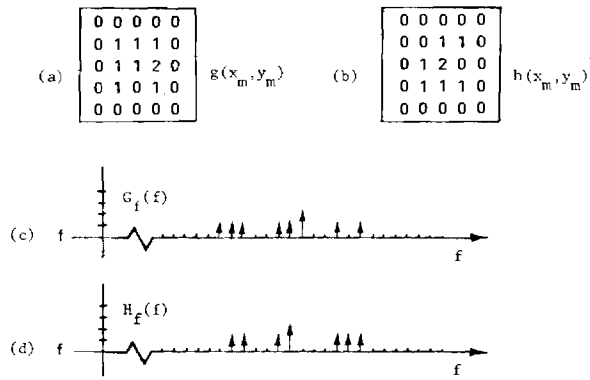 0 0 0 0 0
0 1 1 1 0
(a) 0 1 1 2 0 g(x_m,y_m)
0 1 0 1 0
0 0 0 0 0
0 0 0 0 0
0 0 1 1 0
(b) 0 1 2 0 0 h(x_m,y_m)
0 1 1 1 0
0 0 0 0 0
G_f(f)
(c) f
f
H_f(f)
(d) f
f